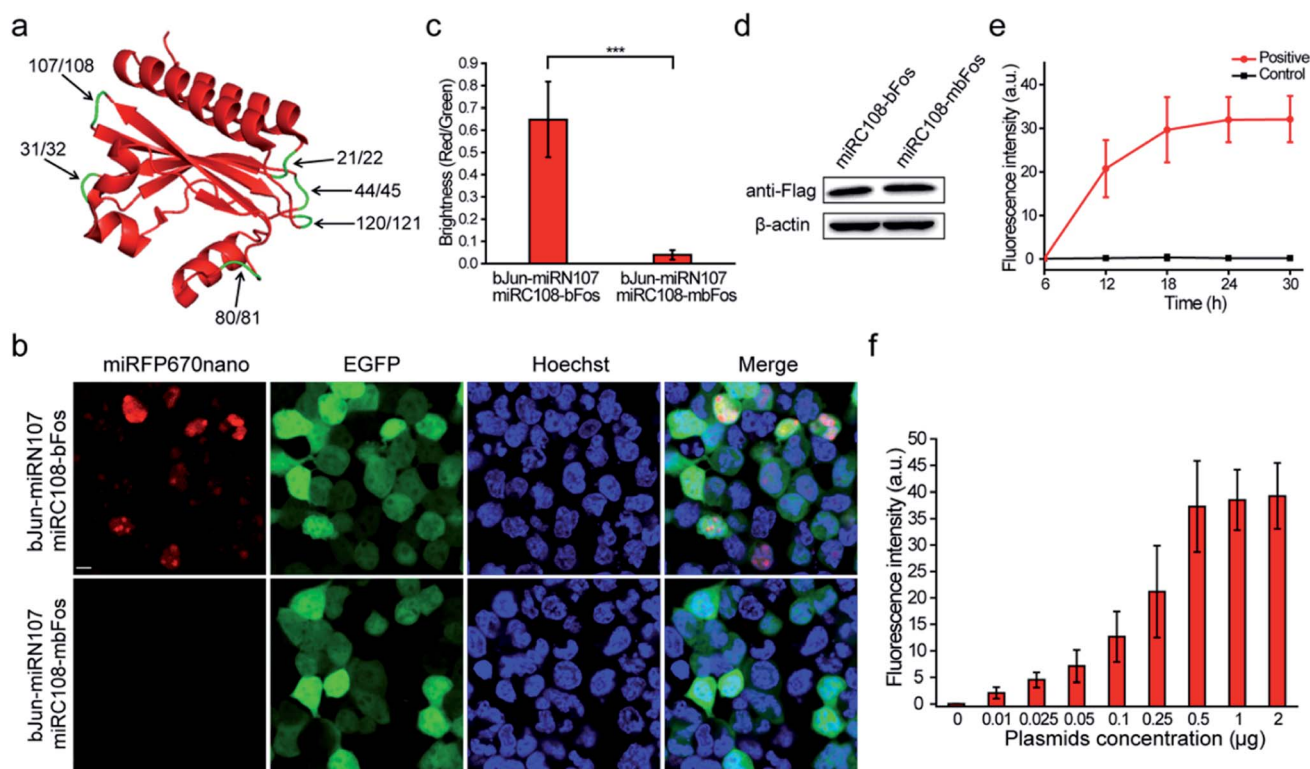 a
107/108
31/32
21/22
44/45
120/121
80/81
c
***
Brightness (Red/Green)
0.9
0.8
0.7
0.6
0.5
0.4
0.3
0.2
0.1
0.0
bJun-miRN107 bJun-miRN107
miRC108-bFos miRC108-mbFos
d
miRC108-bFos
miRC108-mbFos
anti-Flag
β-actin
e
Positive
Control
Fluorescence intensity (a.u.)
40
30
20
10
0
6 12 18 24 30
Time (h)
b
miRFP670nano EGFP Hoechst Merge
bJun-miRN107
miRC108-bFos
bJun-miRN107
miRC108-mbFos
f
Fluorescence intensity (a.u.)
50
45
40
35
30
25
20
15
10
5
0
0 0.01 0.025 0.05 0.1 0.25 0.5 1 2
Plasmids concentration (μg)